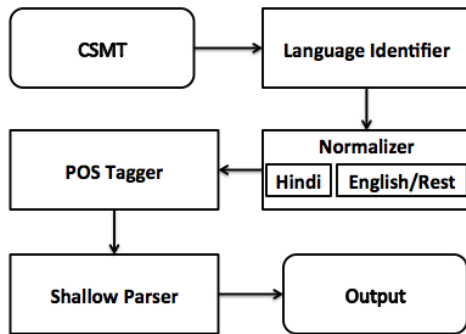 CSMT
Language Identifier
Normalizer
Hindi English/Rest
POS Tagger
Shallow Parser
Output